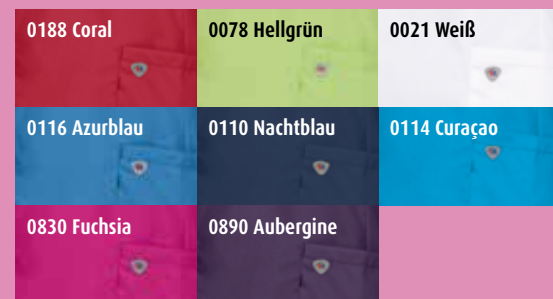 0188 Coral
0078 Hellgrün
0021 Weiß
0116 Azurblau
0110 Nachtblau
0114 Curaçao
0830 Fuchsia
0890 Aubergine